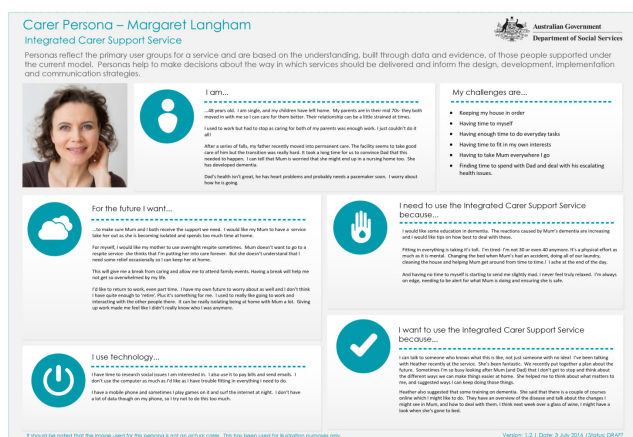 Carer Persona – Margaret Langham
Integrated Carer Support Service
Australian Government
Department of Social Services
Personas reflect the primary user groups for a service and are based on the understanding, built through data and evidence, of those people supported under
the current model. Personas help to make decisions about the way in which services should be delivered and inform the design, development, implementation
and communication strategies.
I am...
...48 years old. I am single, and my children have left home. My parents are in their mid 70s: they both
moved in with me so I can care for them better. Their relationship can be a little strained at times.
I used to work but had to stop as caring for both of my parents was enough work. I just couldn't do it
all!
After a series of falls, my father recently moved into permanent care. The facility seems to take good
care of him but the transition was really hard. It took a long time for us to convince Dad that this
needed to happen. I can tell that Mum is worried that she might end up in a nursing home too. She
has developed dementia.
Dad's health isn't great, he has heart problems and probably needs a pacemaker soon. I worry about
how he is going.
My challenges are...
Keeping my house in order
Having time to myself
Having enough time to do everyday tasks
Having time to fit in my own interests
Having to take Mum everywhere I go
Finding time to spend with Dad and deal with his escalating
health issues.
For the future I want...
...to make sure Mum and I both receive the support we need. I would like my Mum to have a service
take her out as she is becoming isolated and spends too much time at home.
For myself, I would like my mother to use overnight respite sometimes. Mum doesn't want to go to a
respite service: she thinks that I'm putting her into care forever. But she doesn't understand that I
need some relief occasionally so I can keep her at home.
This will give me a break from caring and allow me to attend family events. Having a break will help me
not get so overwhelmed by my life.
I'd like to return to work, even part time. I have my own future to worry about as well and I don't think
I have quite enough to 'retire'. Plus it's something for me. I used to really like going to work and
interacting with the other people there. It can be really isolating being at home with Mum a lot. Giving
up work made me feel like I didn't really know who I was anymore.
I need to use the Integrated Carer Support Service
because...
I would like some education in dementia. The reactions caused by Mum's dementia are increasing
and I would like tips on how best to deal with these.
Fitting in everything is taking it's toll. I'm tired- I'm not 30 or even 40 anymore. It's a physical effort as
much as it is mental. Changing the bed when Mum's had an accident, doing all of our laundry,
cleaning the house and helping Mum get around from time to time! I ache at the end of the day.
And having no time to myself is starting to send me slightly mad. I never feel truly relaxed. I'm always
on edge, needing to be alert for what Mum is doing and ensuring she is safe.
I use technology...
I have time to research social issues I am interested in. I also use it to pay bills and send emails. I
don't use the computer as much as I'd like as I have trouble fitting in everything I need to do.
I have a mobile phone and sometimes I play games on it and surf the internet at night. I don't have
a lot of data though on my phone, so I try not to do this too much.
I want to use the Integrated Carer Support Service
because...
I can talk to someone who knows what this is like, not just someone with no idea! I've been talking
with Heather recently at the service. She's been fantastic. We recently put together a plan about the
future. Sometimes I'm so busy looking after Mum (and Dad) that I don't get to stop and think about
the different ways we can make things easier at home. She helped me to think about what matters to
me, and suggested ways I can keep doing those things.
Heather also suggested that some training on dementia. She said that there is a couple of courses
online which I might like to do. They have an overview of the disease and talk about the changes I
might see in Mum, and how to deal with them. I think next week over a glass of wine, I might have a
look when she's gone to bed.
It should be noted that the image used for this persona is not an actual carer. This has been used for illustration purposes only.
Version: 1.2 | Date: 3 July 2016 | Status: DRAFT